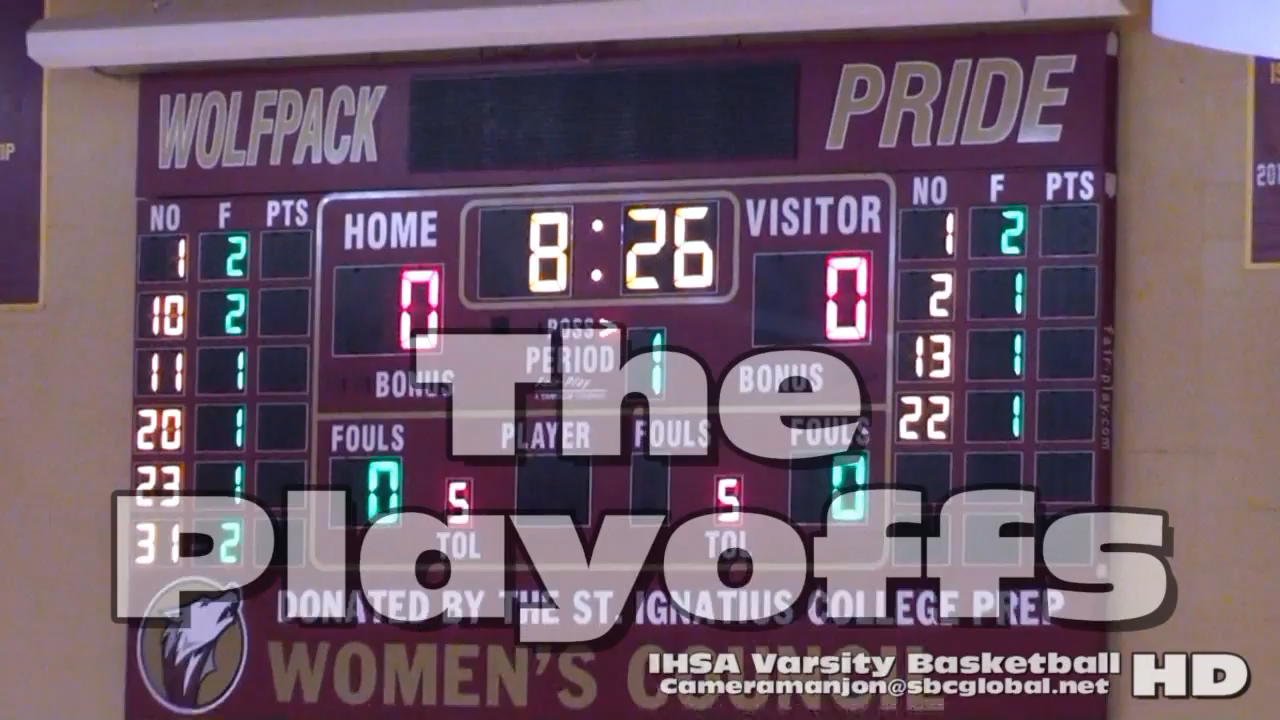 WOLFPACK PRIDE
NO F PTS HOME 8:26 VISITOR NO F PTS
1 2 0 0 1 2
10 2 POSS > 2 1
11 1 BONUS PERIOD 1 BONUS 13 1
The
20 1 FOULS PLAYER FOULS FOULS 22 1
23 1 0 5 5 0
31 2 TOL TOL
Playoffs
fair-play.com
DONATED BY THE ST. IGNATIUS COLLEGE PREP
WOMEN'S COUNCIL
IHSA Varsity Basketball HD
Cameramanjon@sbcglobal.net